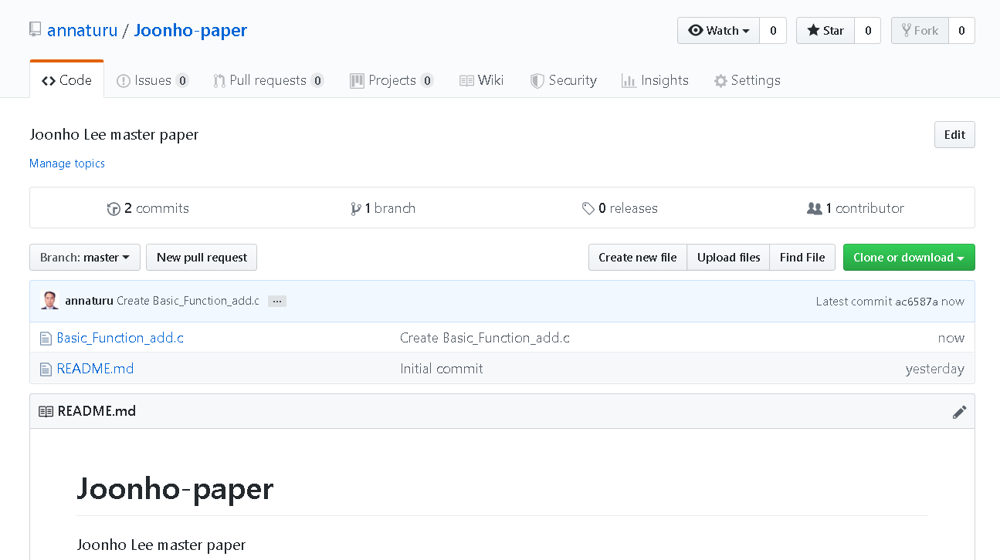 annaturu / Joonho-paper
Watch 0 Star 0 Fork 0
Code Issues 0 Pull requests 0 Projects 0 Wiki Security Insights Settings
Joonho Lee master paper
Edit
Manage topics
2 commits 1 branch 0 releases 1 contributor
Branch: master New pull request Create new file Upload files Find File Clone or download
annaturu Create Basic_Function_add.c ... Latest commit ac6587a now
Basic_Function_add.c Create Basic_Function_add.c now
README.md Initial commit yesterday
README.md
Joonho-paper
Joonho Lee master paper